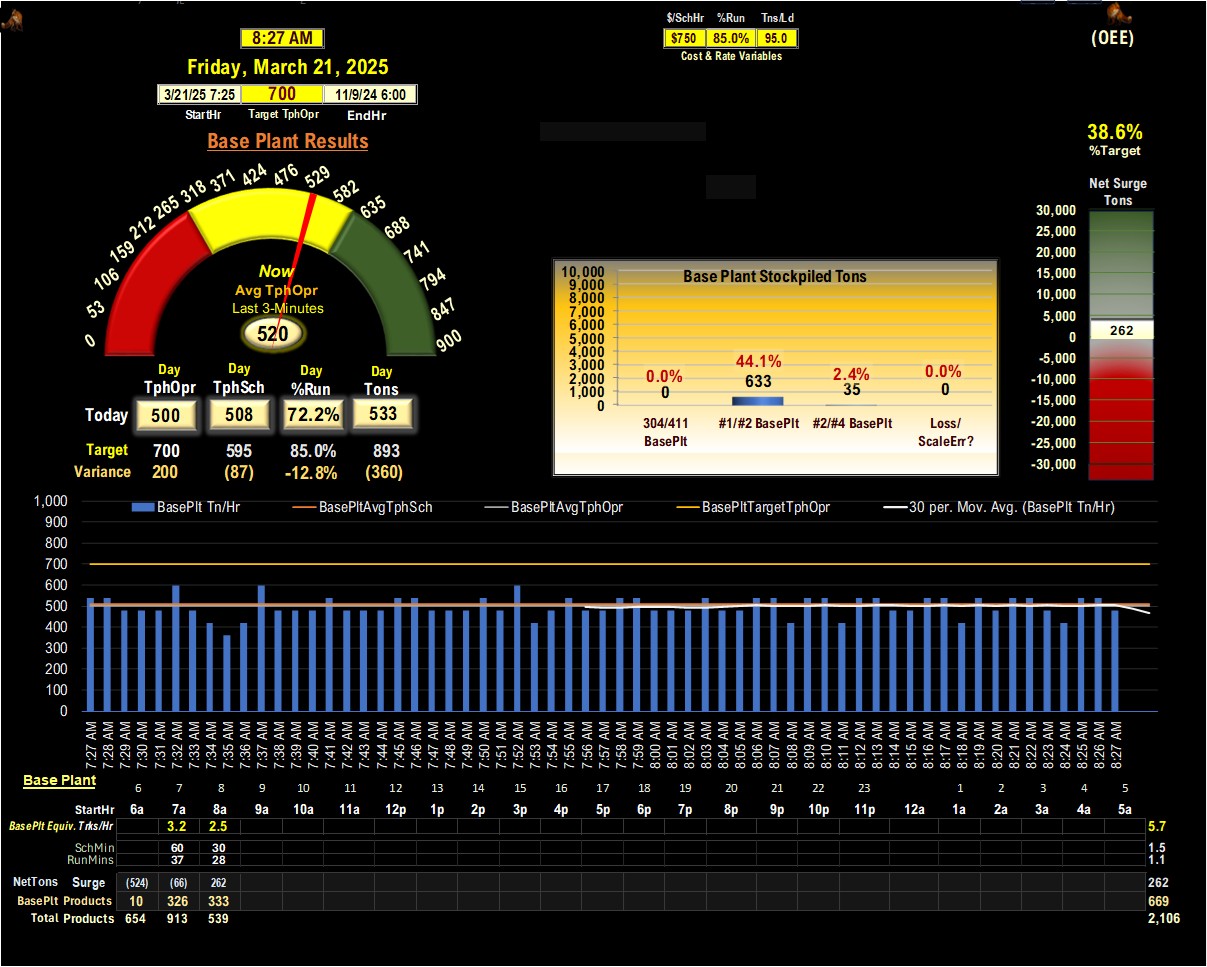 $/SchHr %Run Tns/Ld
$750 85.0% 95.0
Cost & Rate Variables
(OEE)
8:27 AM
Friday, March 21, 2025
3/21/25 7:25 700 11/9/24 6:00
StartHr Target TphOpr EndHr
Base Plant Results
38.6%
%Target
Net Surge
Tons
30,000
25,000
20,000
15,000
10,000
5,000
262
0
-5,000
-10,000
-15,000
-20,000
-25,000
-30,000
0 53 106 159 212 265 318 371 424 476 529 582 635 688 741 794 847 900
Now
Avg TphOpr
Last 3-Minutes
520
Day Day Day Day
TphOpr TphSch %Run Tons
Today 500 508 72.2% 533
Target 700 595 85.0% 893
Variance 200 (87) -12.8% (360)
Base Plant Stockpiled Tons
10,000
9,000
8,000
7,000
6,000
5,000
4,000
3,000
2,000
1,000
0
0.0% 44.1% 2.4% 0.0%
0 633 35 0
304/411 BasePlt #1/#2 BasePlt #2/#4 BasePlt Loss/ ScaleErr?
BasePlt Tn/Hr BasePltAvgTphSch BasePltAvgTphOpr BasePltTargetTphOpr 30 per. Mov. Avg. (BasePlt Tn/Hr)
1,000
900
800
700
600
500
400
300
200
100
0
7:27 AM 7:28 AM 7:29 AM 7:30 AM 7:31 AM 7:32 AM 7:33 AM 7:34 AM 7:35 AM 7:36 AM 7:37 AM 7:38 AM 7:39 AM 7:40 AM 7:41 AM 7:42 AM 7:43 AM 7:44 AM 7:45 AM 7:46 AM 7:47 AM 7:48 AM 7:49 AM 7:50 AM 7:51 AM 7:52 AM 7:53 AM 7:54 AM 7:55 AM 7:56 AM 7:57 AM 7:58 AM 7:59 AM 8:00 AM 8:01 AM 8:02 AM 8:03 AM 8:04 AM 8:05 AM 8:06 AM 8:07 AM 8:08 AM 8:09 AM 8:10 AM 8:11 AM 8:12 AM 8:13 AM 8:14 AM 8:15 AM 8:16 AM 8:17 AM 8:18 AM 8:19 AM 8:20 AM 8:21 AM 8:22 AM 8:23 AM 8:24 AM 8:25 AM 8:26 AM 8:27 AM
Base Plant
6 7 8 9 10 11 12 13 14 15 16 17 18 19 20 21 22 23 1 2 3 4 5
StartHr 6a 7a 8a 9a 10a 11a 12p 1p 2p 3p 4p 5p 6p 7p 8p 9p 10p 11p 12a 1a 2a 3a 4a 5a
BasePlt Equiv. Trks/Hr 3.2 2.5 5.7
SchMin 60 30 1.5
RunMins 37 28 1.1
NetTons Surge (524) (66) 262 262
BasePlt Products 10 326 333 669
Total Products 654 913 539 2,106